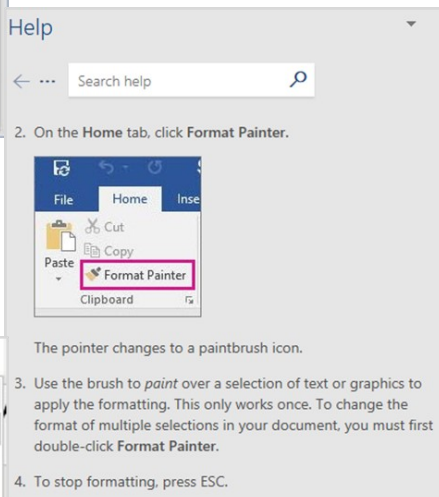 Help
Search help
2. On the Home tab, click Format Painter.
File Home Inse
Cut
Copy
Paste
Format Painter
Clipboard
The pointer changes to a paintbrush icon.
3. Use the brush to paint over a selection of text or graphics to
apply the formatting. This only works once. To change the
format of multiple selections in your document, you must first
double-click Format Painter.
4. To stop formatting, press ESC.